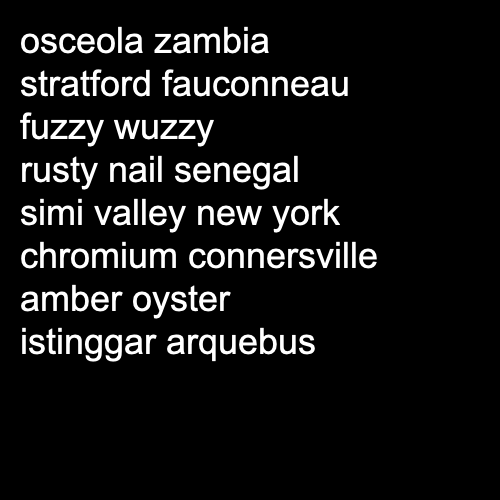 osceola zambia
stratford fauconneau
fuzzy wuzzy
rusty nail senegal
simi valley new york
chromium connersville
amber oyster
istinggar arquebus